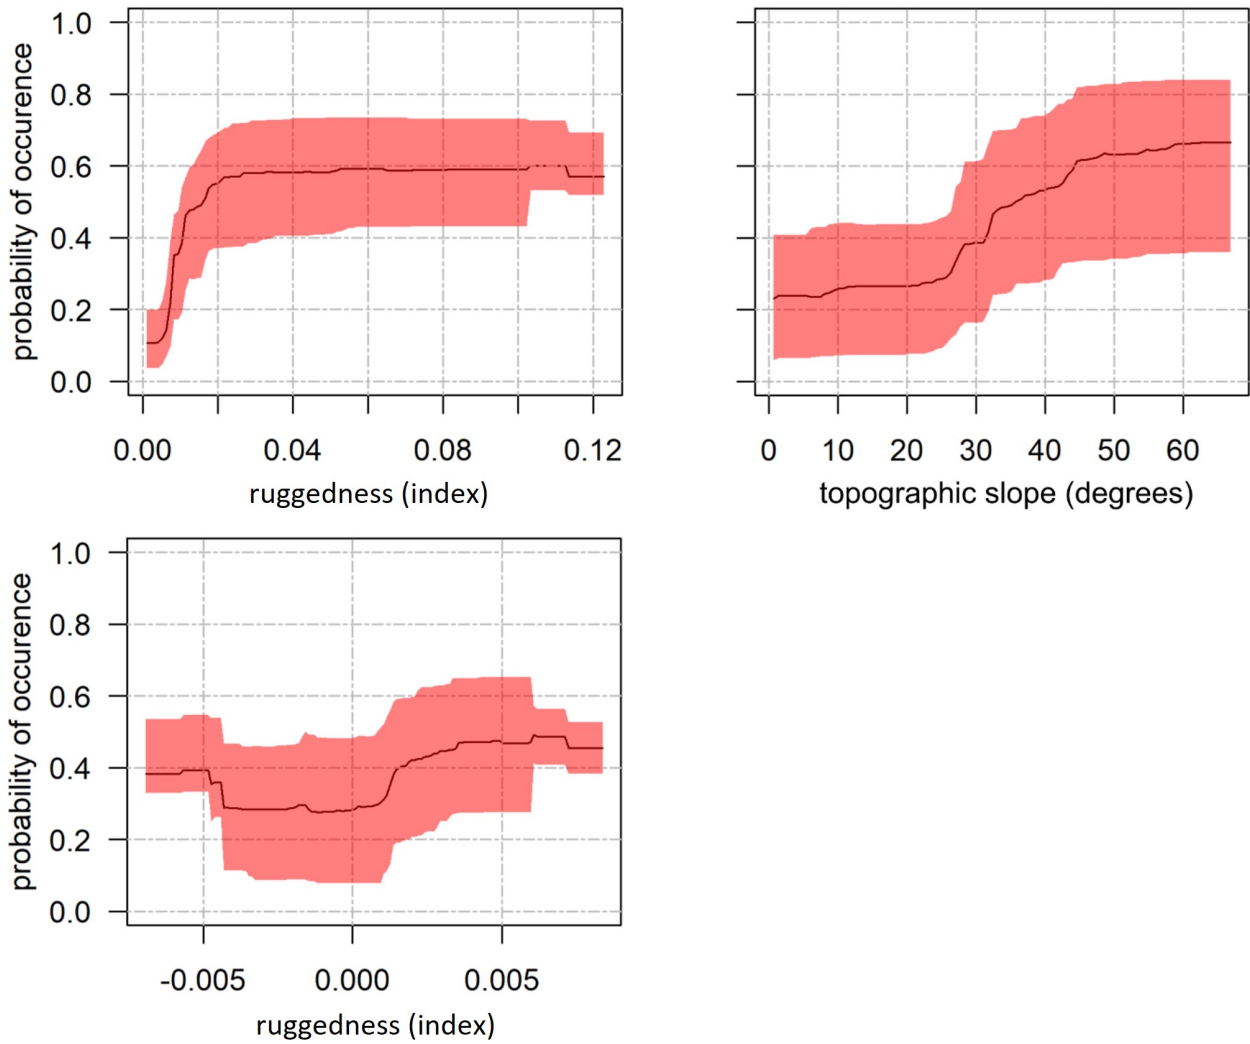 probability of occurence
1.0
0.8
0.6
0.4
0.2
0.0
0.00 0.04 0.08 0.12
ruggedness (index)
0 10 20 30 40 50 60
topographic slope (degrees)
probability of occurence
1.0
0.8
0.6
0.4
0.2
0.0
-0.005 0.000 0.005
ruggedness (index)